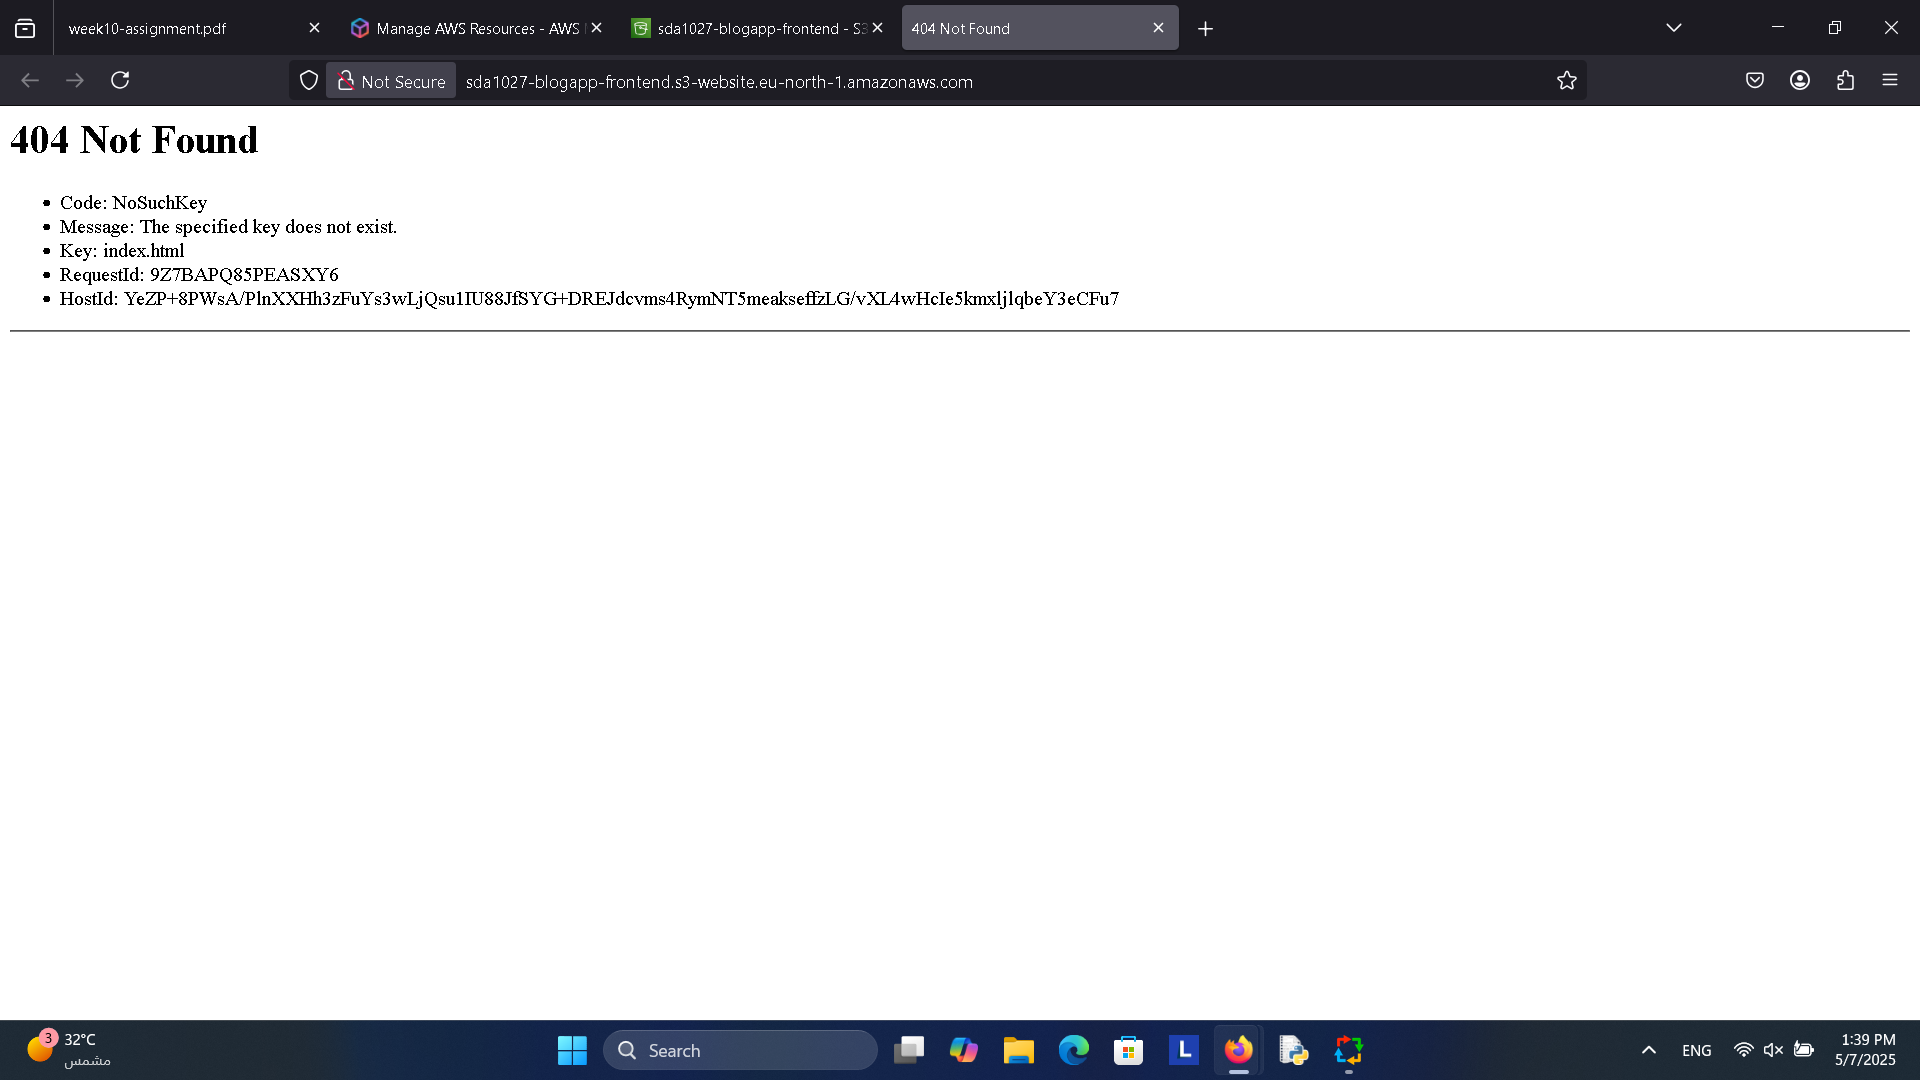 week10-assignment.pdf
Manage AWS Resources - AWS
sda1027-blogapp-frontend - S3
404 Not Found
Not Secure
sda1027-blogapp-frontend.s3-website.eu-north-1.amazonaws.com
404 Not Found
Code: NoSuchKey
Message: The specified key does not exist.
Key: index.html
RequestId: 9Z7BAPQ85PEASXY6
HostId: YeZP+8PWsA/PlnXXHh3zFuYs3wLjQsu1IU88JfSYG+DREJdcvms4RymNT5meakseffzLG/vXL4wHcIe5kmxljlqbeY3eCFu7
3
32°C
مشمس
Search
L
ENG
1:39 PM
5/7/2025